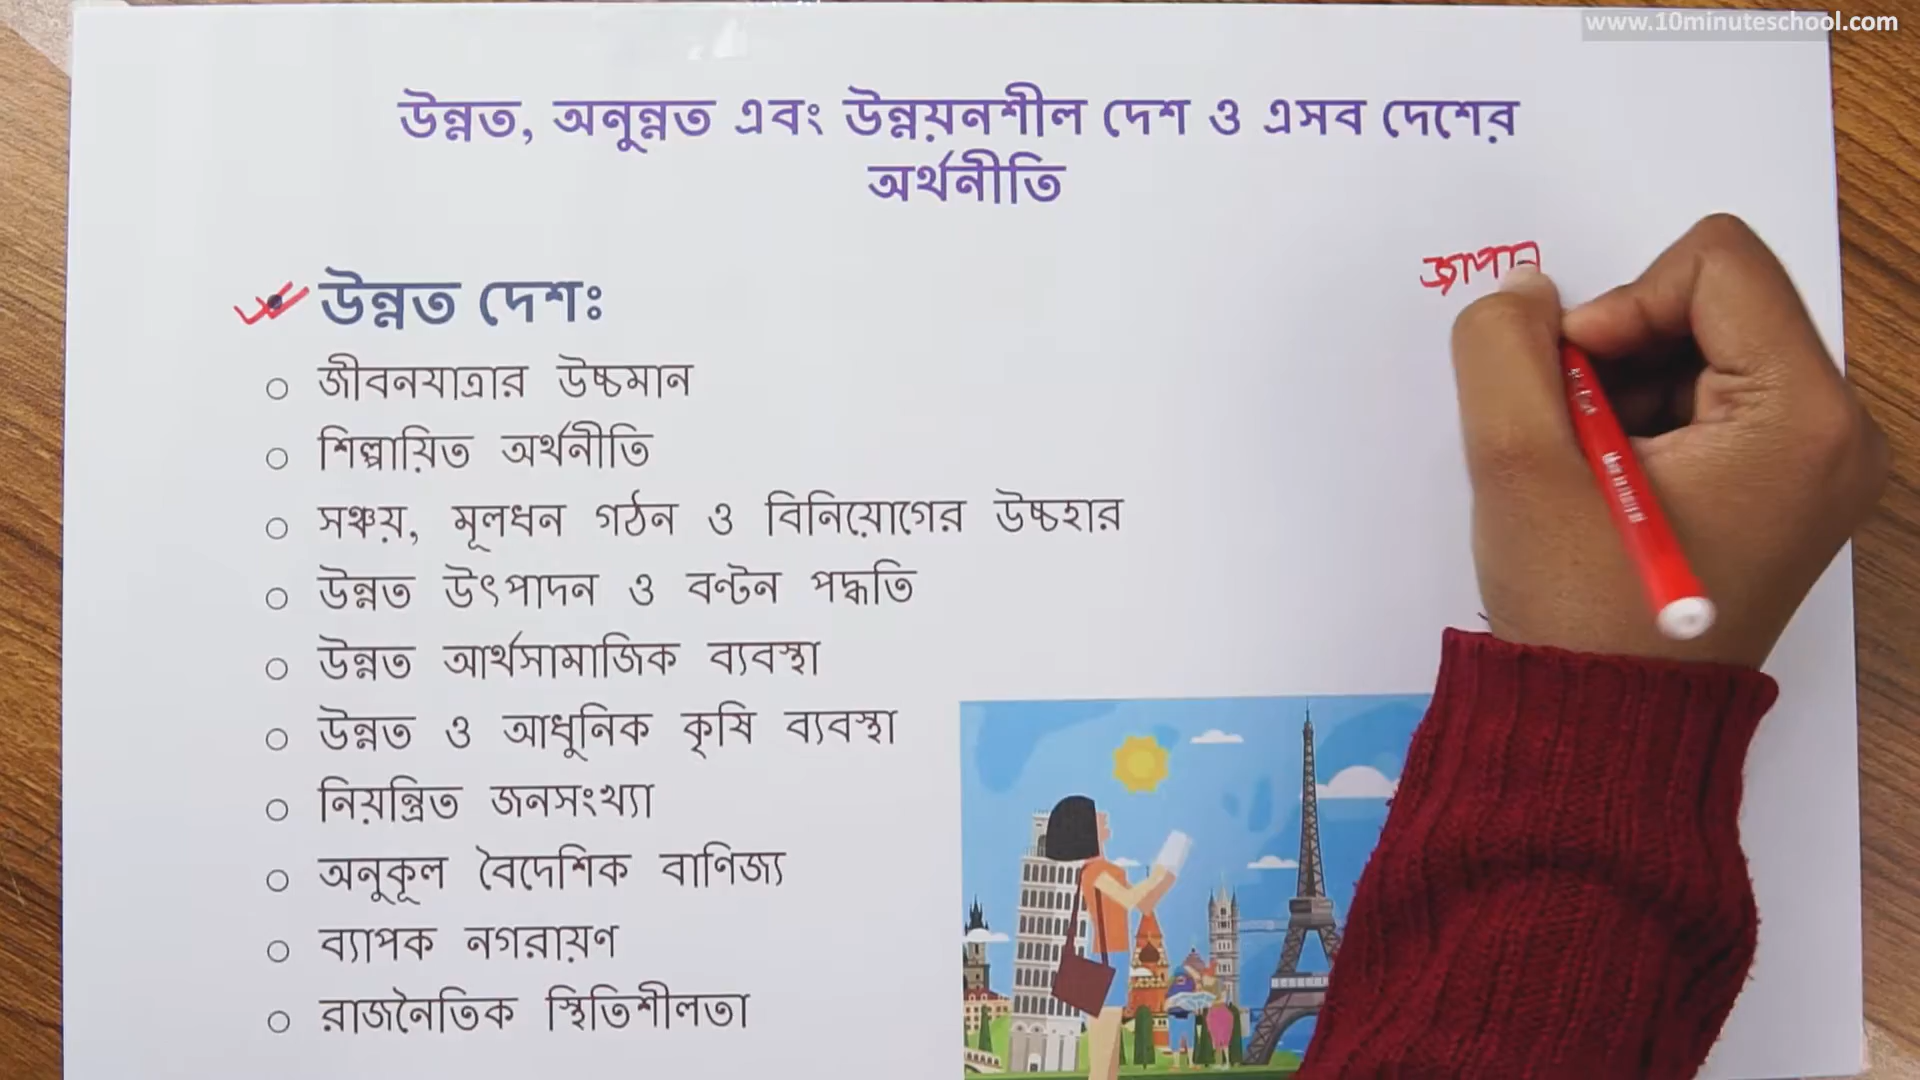 www.10minuteschool.com
উন্নত, অনুন্নত এবং উন্নয়নশীল দেশ ও এসব দেশের
অর্থনীতি
জাপান
উন্নত দেশঃ
জীবনযাত্রার উচ্চমান
শিল্পায়িত অর্থনীতি
সঞ্চয়, মূলধন গঠন ও বিনিয়োগের উচ্চহার
উন্নত উৎপাদন ও বণ্টন পদ্ধতি
উন্নত আর্থসামাজিক ব্যবস্থা
উন্নত ও আধুনিক কৃষি ব্যবস্থা
নিয়ন্ত্রিত জনসংখ্যা
অনুকূল বৈদেশিক বাণিজ্য
ব্যাপক নগরায়ণ
রাজনৈতিক স্থিতিশীলতা